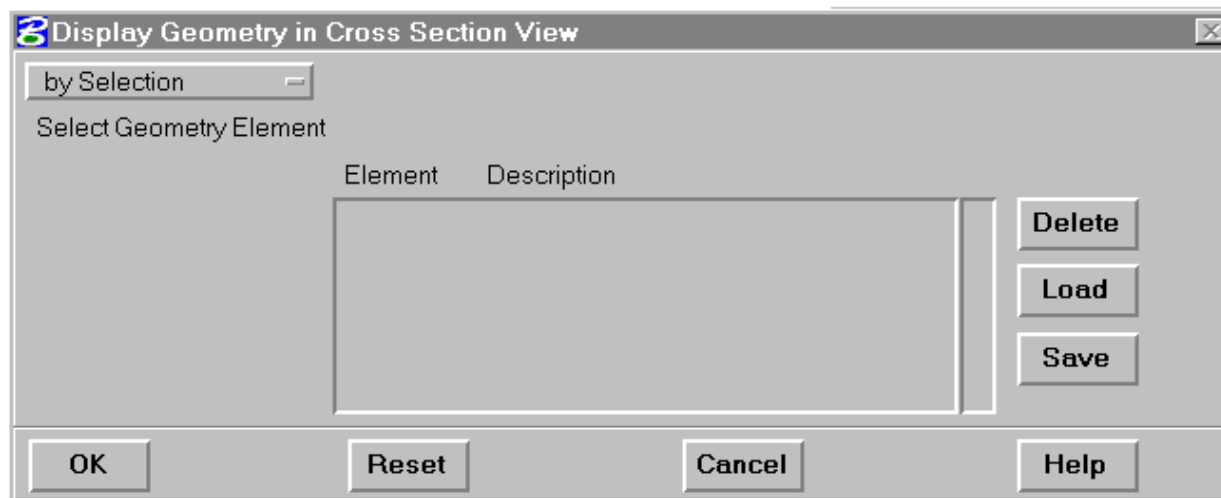 Display Geometry in Cross Section View
by Selection
Select Geometry Element
Element Description
Delete
Load
Save
OK Reset Cancel Help